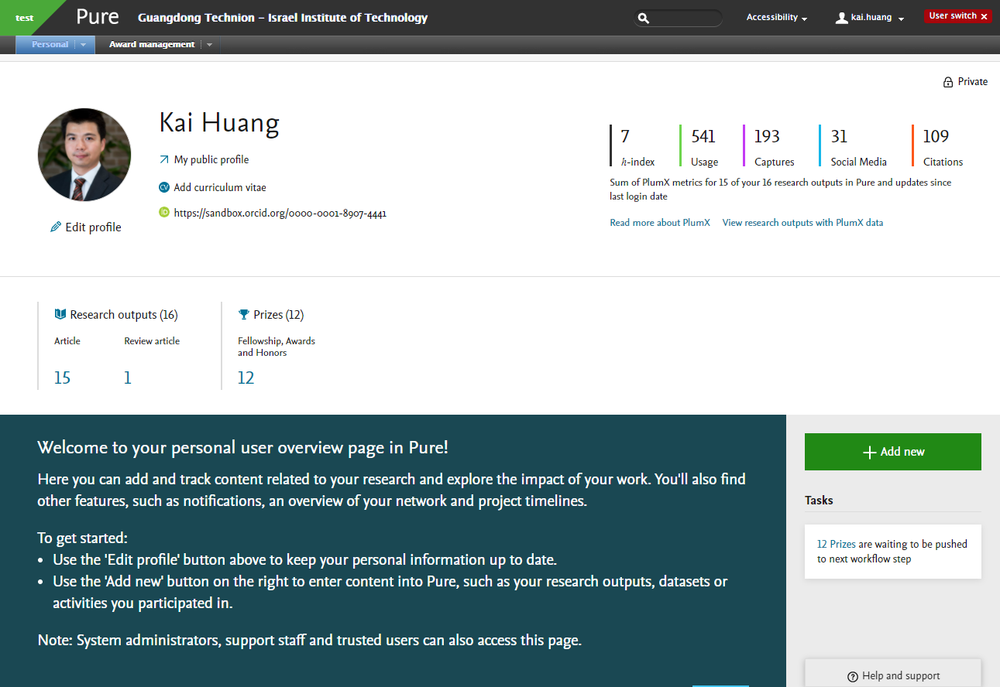 test
Pure
Guangdong Technion – Israel Institute of Technology
Accessibility
kai.huang
User switch ×
Personal
Award management
Private
Kai Huang
My public profile
CV Add curriculum vitae
iD https://sandbox.orcid.org/0000-0001-8907-4441
Edit profile
7 541 193 31 109
h-index Usage Captures Social Media Citations
Sum of PlumX metrics for 15 of your 16 research outputs in Pure and updates since
last login date
Read more about PlumX View research outputs with PlumX data
Research outputs (16)
Article Review article
15 1
Prizes (12)
Fellowship, Awards
and Honors
12
Welcome to your personal user overview page in Pure!
Here you can add and track content related to your research and explore the impact of your work. You'll also find
other features, such as notifications, an overview of your network and project timelines.
To get started:
• Use the 'Edit profile' button above to keep your personal information up to date.
• Use the 'Add new' button on the right to enter content into Pure, such as your research outputs, datasets or
activities you participated in.
Note: System administrators, support staff and trusted users can also access this page.
+ Add new
Tasks
12 Prizes are waiting to be pushed
to next workflow step
? Help and support